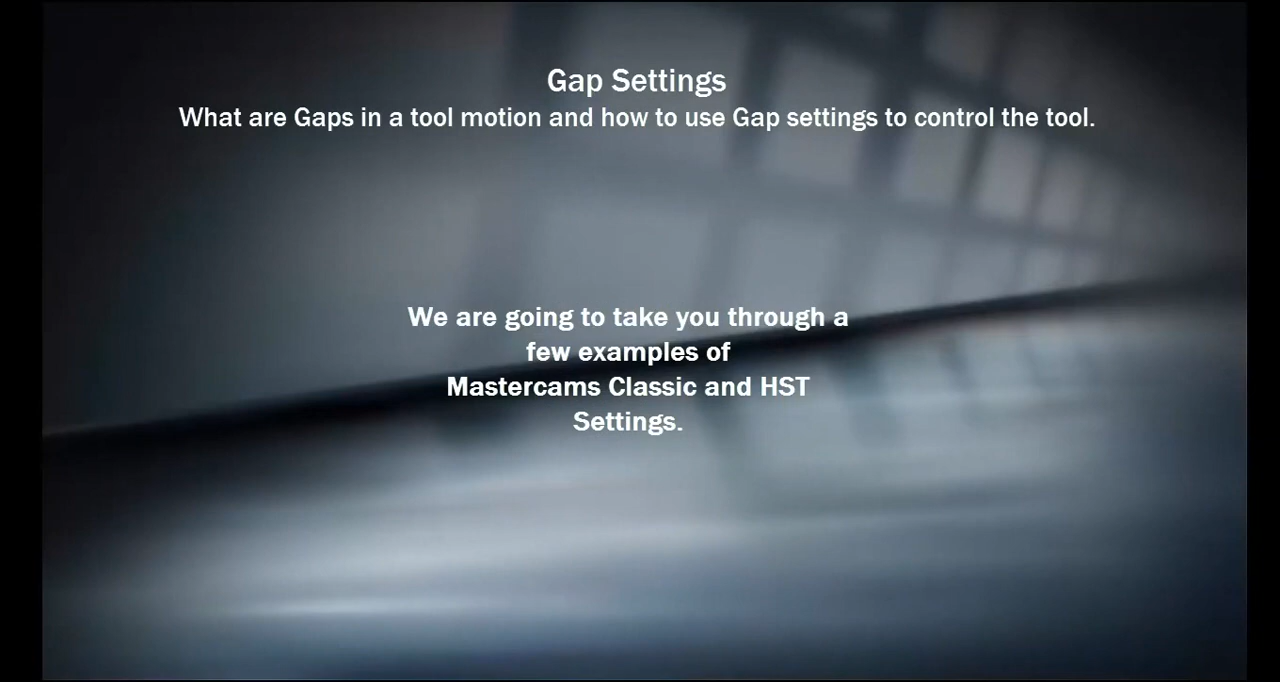 Gap Settings
What are Gaps in a tool motion and how to use Gap settings to control the tool.
We are going to take you through a
few examples of
Mastercams Classic and HST
Settings.